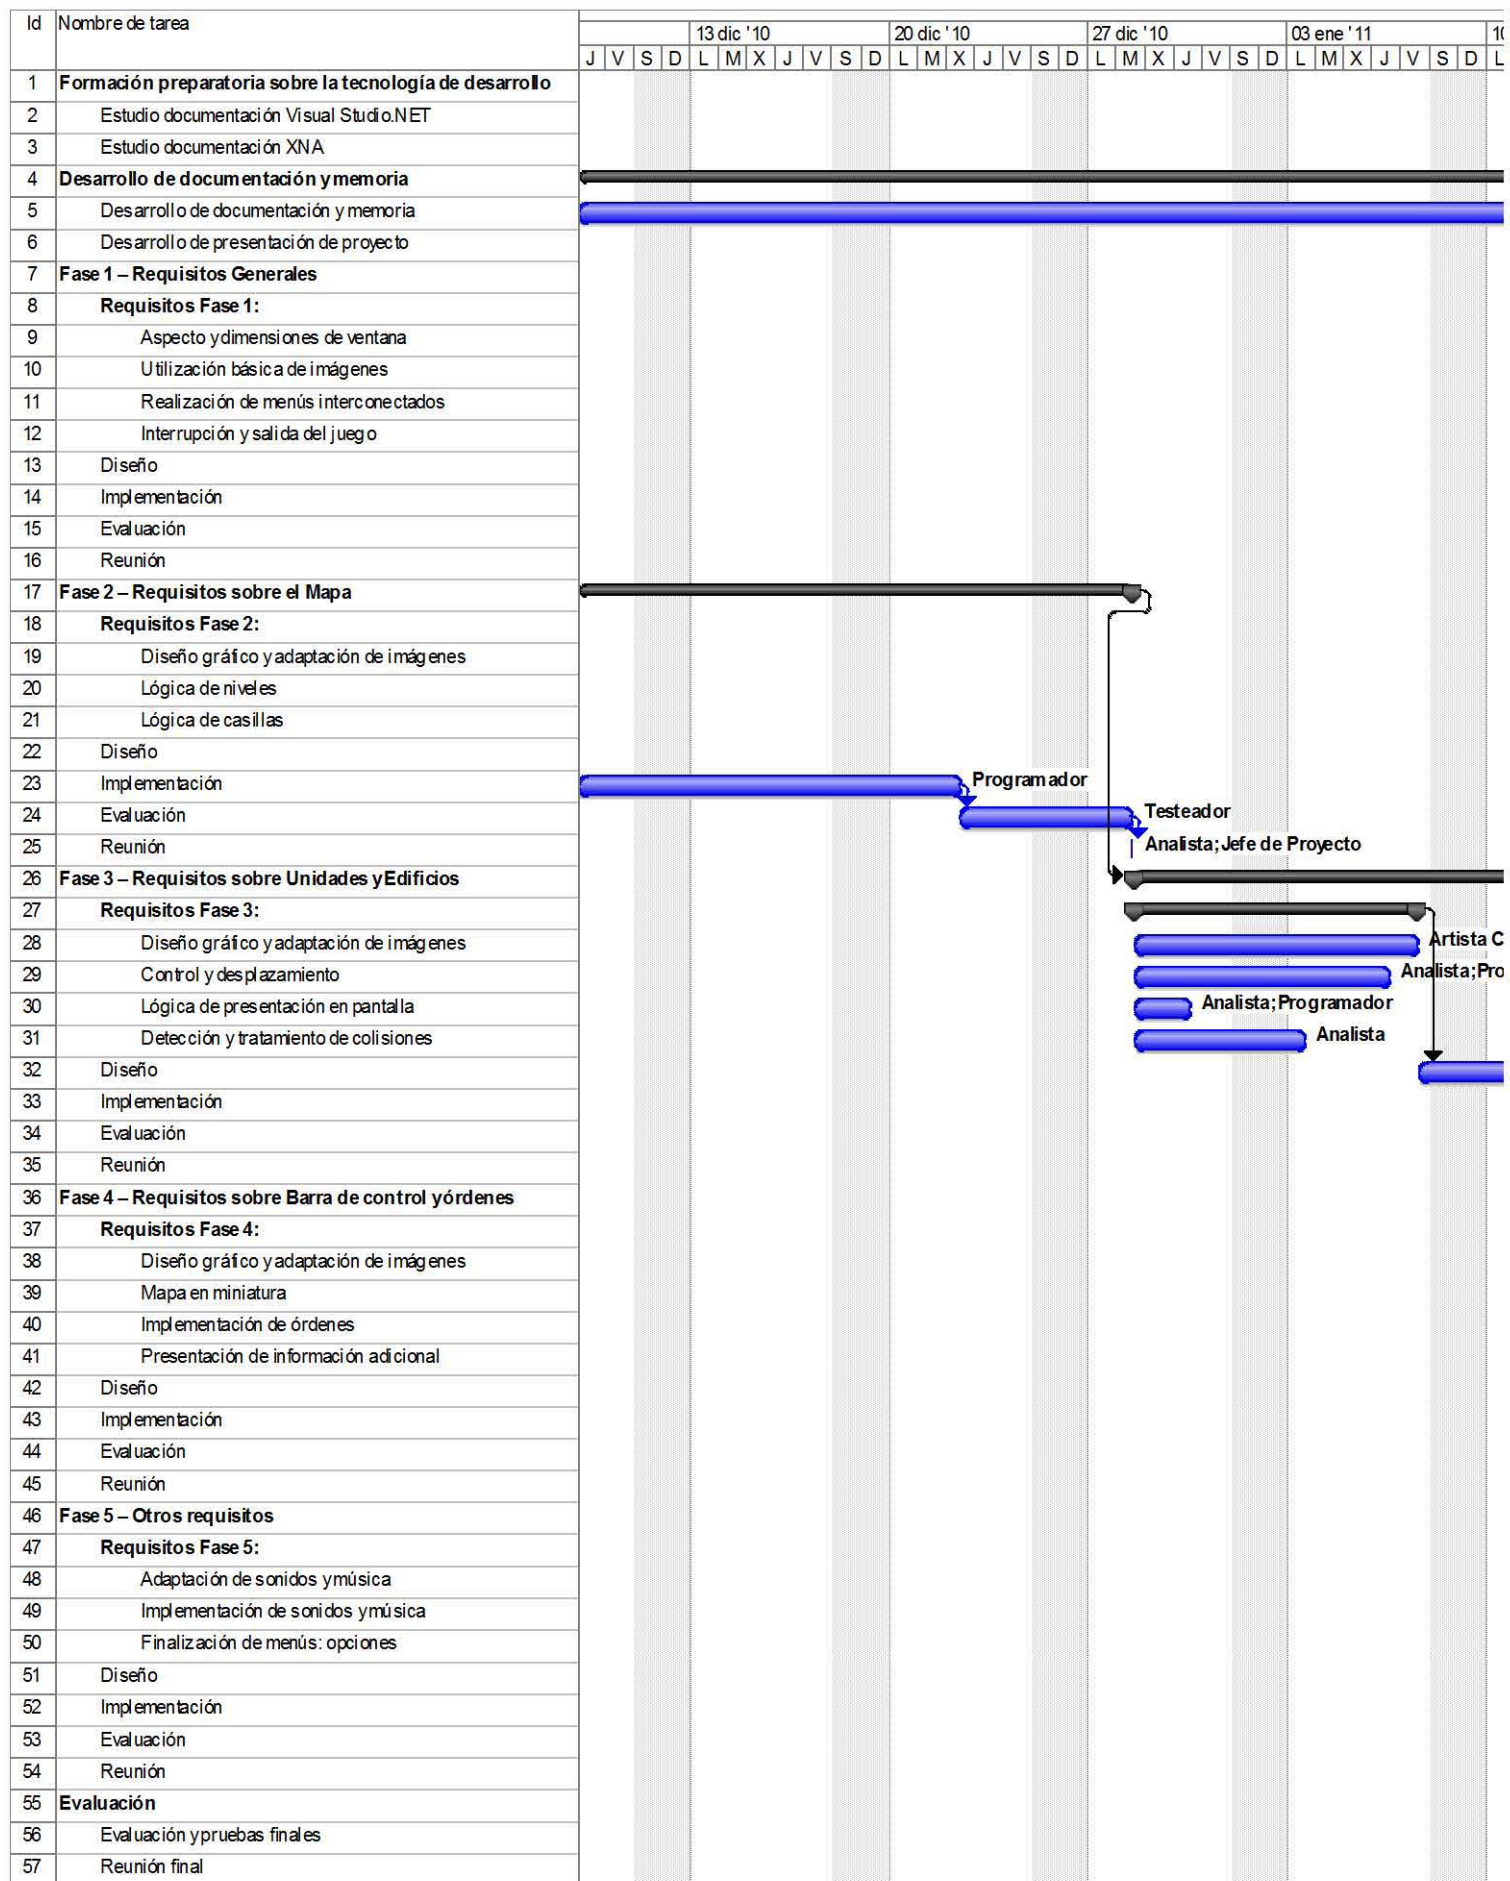 Id Nombre de tarea
13 dic '10 20 dic '10 27 dic '10 03 ene '11 10
J V S D L M X J V S D L M X J V S D L M X J V S D L M X J V S D L
1 Formación preparatoria sobre la tecnología de desarrollo
2 Estudio documentación Visual Studio.NET
3 Estudio documentación XNA
4 Desarrollo de documentación y memoria
5 Desarrollo de documentación y memoria
6 Desarrollo de presentación de proyecto
7 Fase 1 – Requisitos Generales
8 Requisitos Fase 1:
9 Aspecto y dimensiones de ventana
10 Utilización básica de imágenes
11 Realización de menús interconectados
12 Interrupción y salida del juego
13 Diseño
14 Implementación
15 Evaluación
16 Reunión
17 Fase 2 – Requisitos sobre el Mapa
18 Requisitos Fase 2:
19 Diseño gráfico y adaptación de imágenes
20 Lógica de niveles
21 Lógica de casillas
22 Diseño
23 Implementación Programador
24 Evaluación Testeador
25 Reunión Analista;Jefe de Proyecto
26 Fase 3 – Requisitos sobre Unidades y Edificios
27 Requisitos Fase 3:
28 Diseño gráfico y adaptación de imágenes Artista C
29 Control y desplazamiento Analista;Pro
30 Lógica de presentación en pantalla Analista;Programador
31 Detección y tratamiento de colisiones Analista
32 Diseño
33 Implementación
34 Evaluación
35 Reunión
36 Fase 4 – Requisitos sobre Barra de control y órdenes
37 Requisitos Fase 4:
38 Diseño gráfico y adaptación de imágenes
39 Mapa en miniatura
40 Implementación de órdenes
41 Presentación de información adicional
42 Diseño
43 Implementación
44 Evaluación
45 Reunión
46 Fase 5 – Otros requisitos
47 Requisitos Fase 5:
48 Adaptación de sonidos y música
49 Implementación de sonidos y música
50 Finalización de menús: opciones
51 Diseño
52 Implementación
53 Evaluación
54 Reunión
55 Evaluación
56 Evaluación y pruebas finales
57 Reunión final